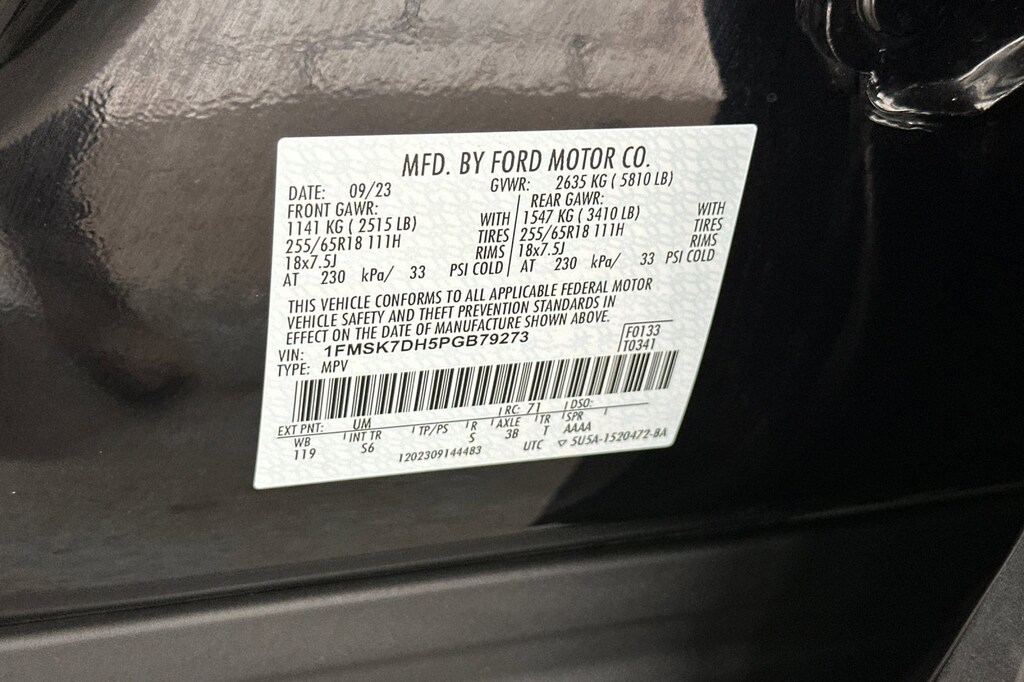 MFD. BY FORD MOTOR CO.
DATE: 09/23 GVWR: 2635 KG ( 5810 LB)
FRONT GAWR: REAR GAWR:
1141 KG ( 2515 LB) WITH 1547 KG ( 3410 LB) WITH
255/65R18 111H TIRES 255/65R18 111H TIRES
18x7.5J RIMS 18x7.5J RIMS
AT 230 kPa/ 33 PSI COLD AT 230 kPa/ 33 PSI COLD
THIS VEHICLE CONFORMS TO ALL APPLICABLE FEDERAL MOTOR
VEHICLE SAFETY AND THEFT PREVENTION STANDARDS IN
EFFECT ON THE DATE OF MANUFACTURE SHOWN ABOVE.
VIN: 1FMSK7DH5PGB79273 F0133
TYPE: MPV T0341
EXT PNT: UM RC: 71 DSO:
WB INT TR TP/PS R AXLE TR SPR
119 S6 S 3B T AAAA
1202309144483 UTC ▽ 5U5A-1520472-BA